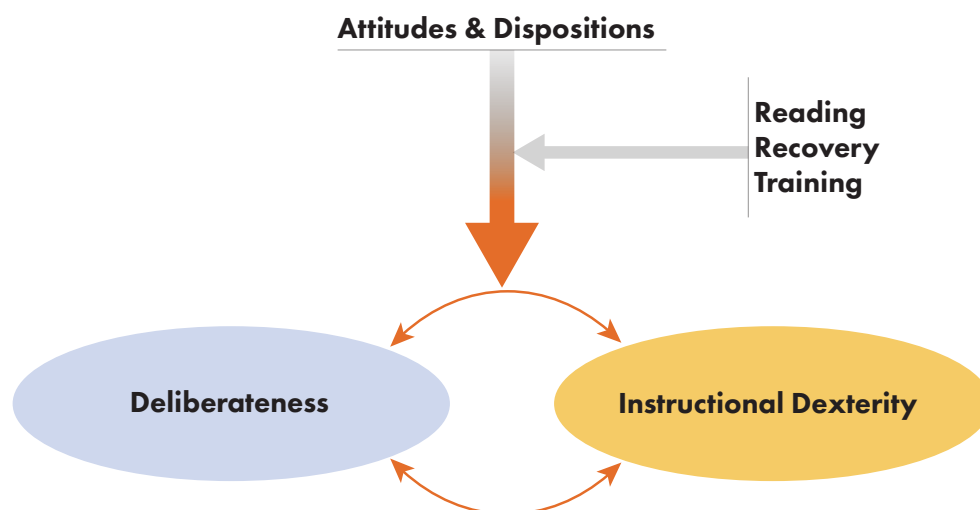 Attitudes & Dispositions
Reading
Recovery
Training
Deliberateness
Instructional Dexterity